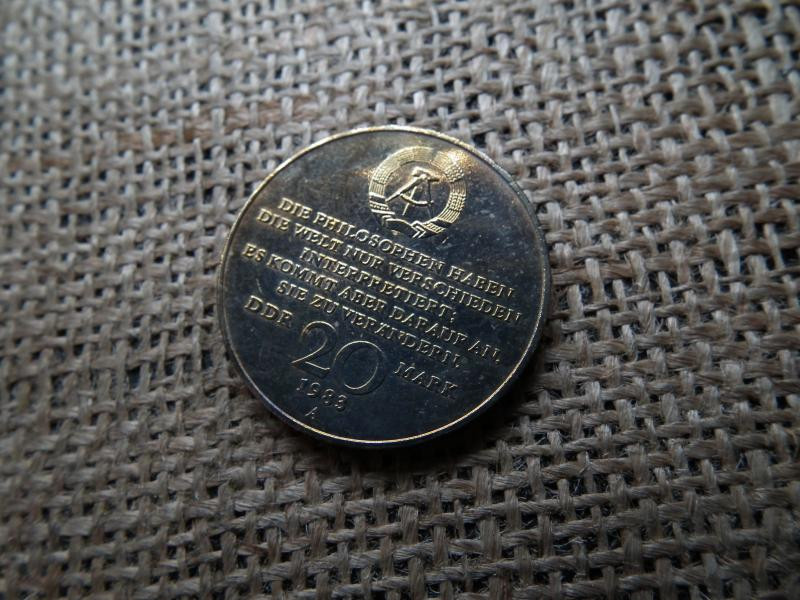 DIE PHILOSOPHEN HABEN
DIE WELT NUR VERSCHIEDEN
INTERPRETIERT;
ES KOMMT ABER DARAUF AN,
SIE ZU VERÄNDERN.
DDR 20 MARK
1983
A